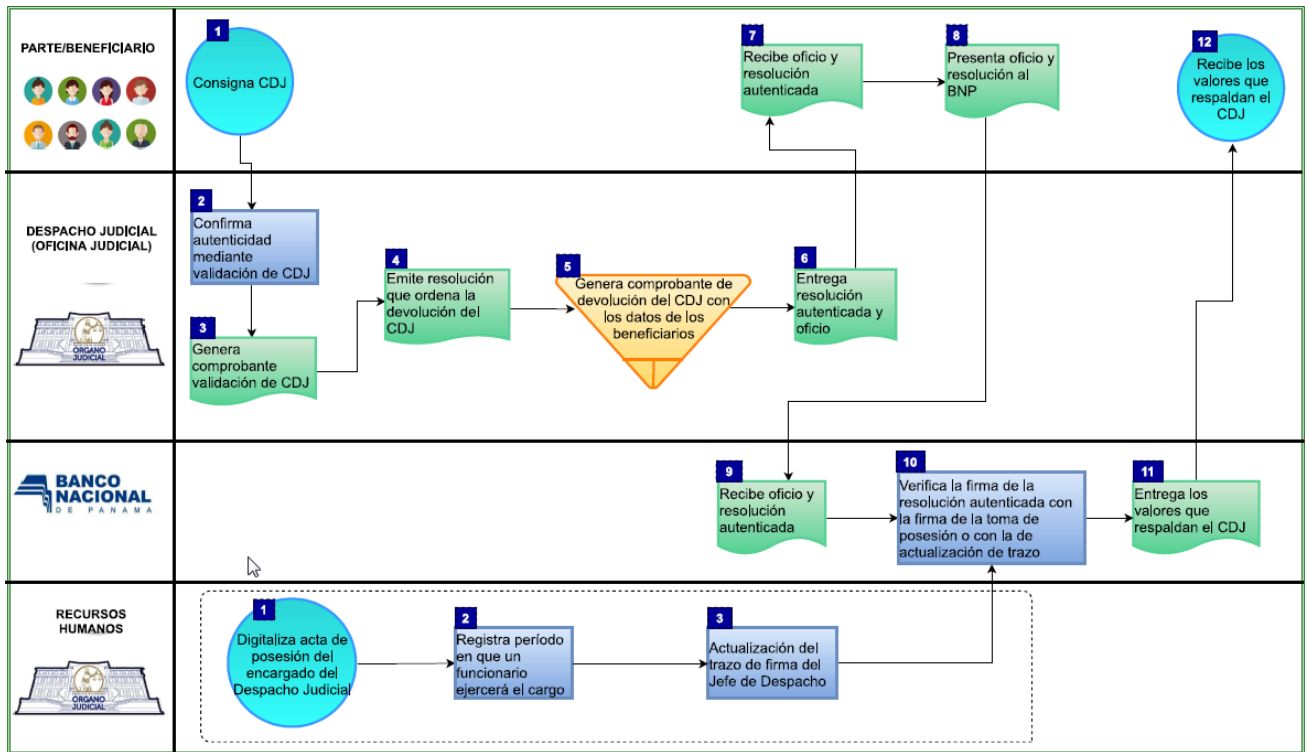 PARTE/BENEFICIARIO
1
Consigna CDJ
7
Recibe oficio y
resolución
autenticada
8
Presenta oficio y
resolución al
BNP
12
Recibe los
valores que
respaldan el
CDJ
DESPACHO JUDICIAL
(OFICINA JUDICIAL)
ÓRGANO
JUDICIAL
2
Confirma
autenticidad
mediante
validación de CDJ
3
Genera
comprobante
validación de CDJ
4
Emite resolución
que ordena la
devolución del
CDJ
5
Genera comprobante de
devolución del CDJ con
los datos de los
beneficiarios
6
Entrega
resolución
autenticada y
oficio
BANCO
NACIONAL
DE PANAMA
9
Recibe oficio y
resolución
autenticada
10
Verifica la firma de la
resolución autenticada con
la firma de la toma de
posesión o con la de
actualización de trazo
11
Entrega los
valores que
respaldan el CDJ
RECURSOS
HUMANOS
ÓRGANO
JUDICIAL
1
Digitaliza acta de
posesión del
encargado del
Despacho Judicial
2
Registra período
en que un
funcionario
ejercerá el cargo
3
Actualización del
trazo de firma del
Jefe de Despacho